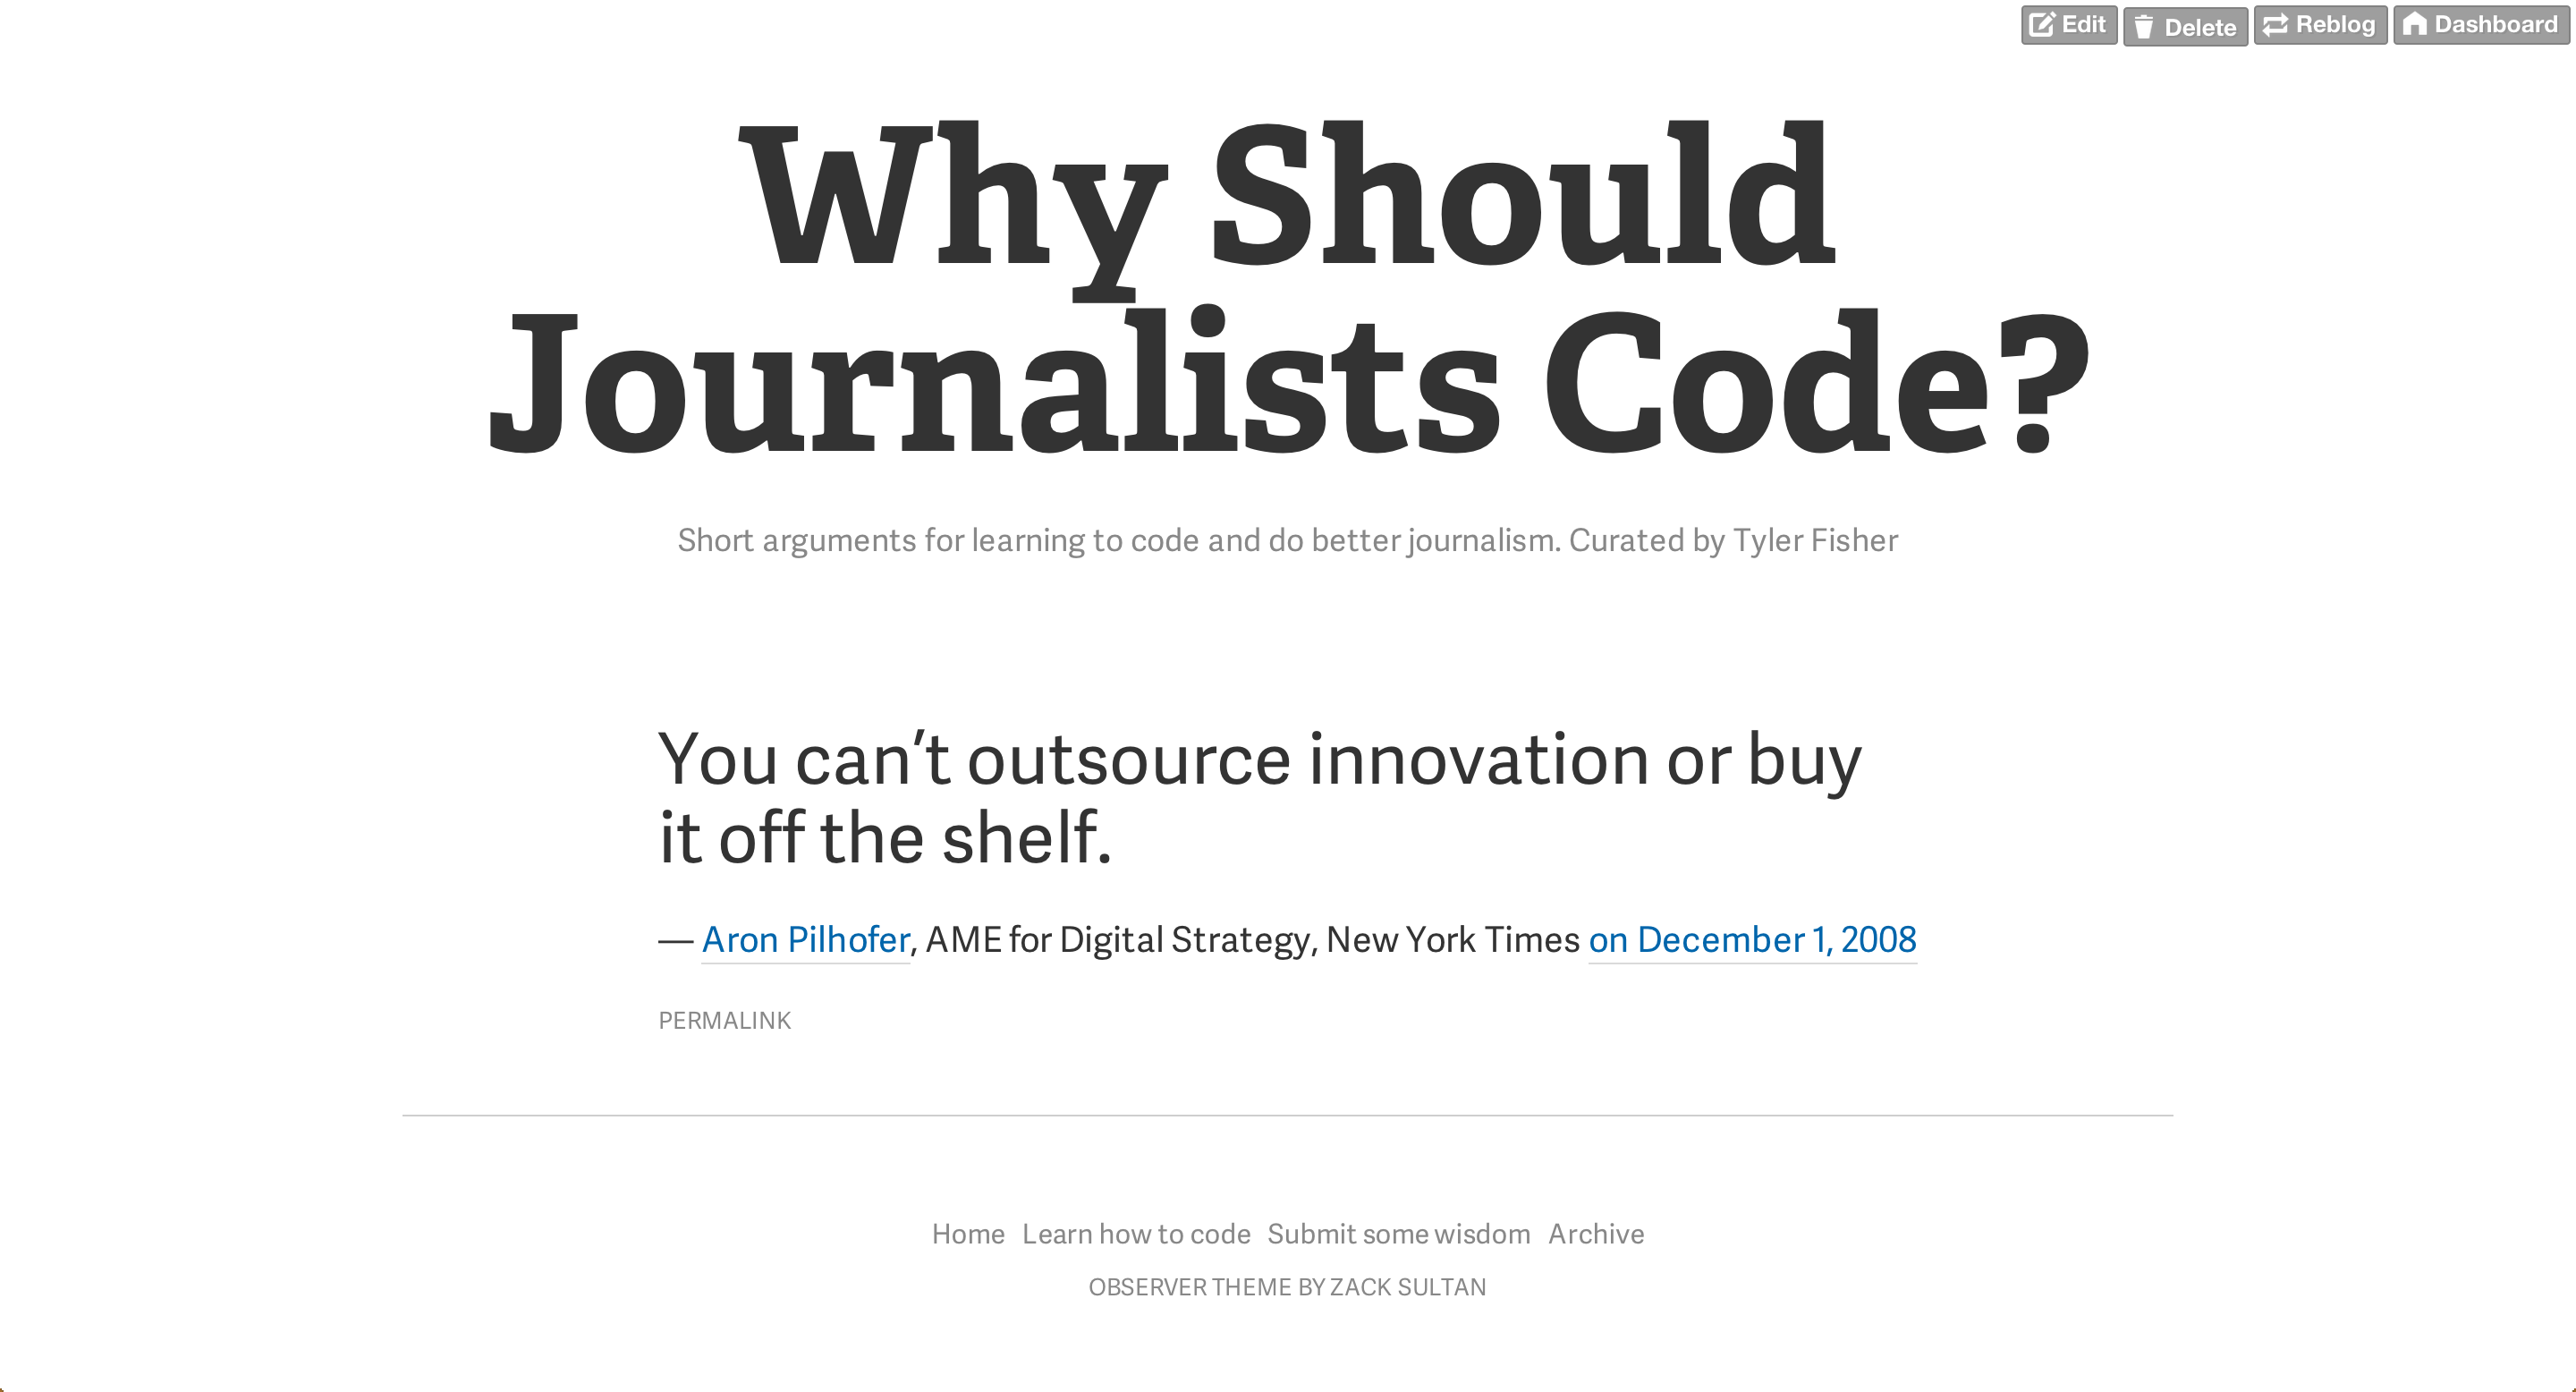 Edit Delete Reblog Dashboard
Why Should
Journalists Code?
Short arguments for learning to code and do better journalism. Curated by Tyler Fisher
You can’t outsource innovation or buy
it off the shelf.
— Aron Pilhofer, AME for Digital Strategy, New York Times on December 1, 2008
PERMALINK
Home Learn how to code Submit some wisdom Archive
OBSERVER THEME BY ZACK SULTAN